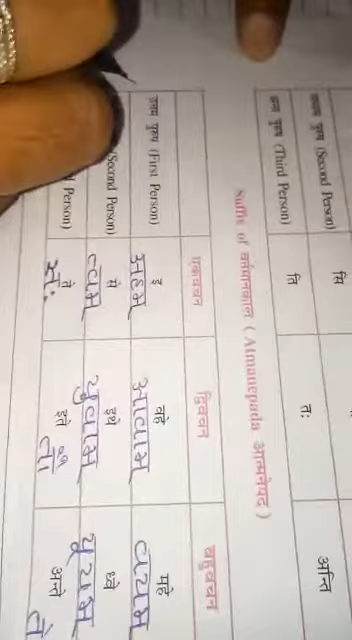 मध्यम पुरुष (Second Person) सि
अन्य पुरुष (Third Person) ति त: अन्ति
Suffix of वर्तमानकाल ( Atmanepada आत्मनेपद )
एकवचन द्विवचन बहुवचन
उत्तम पुरुष (First Person) इ वहे महे
अहम् आवाम् वयम्
(Second Person) से इथे ध्वे
त्वम् युवाम् यूयम्
Person) ते इते अन्ते
स: तौ ते